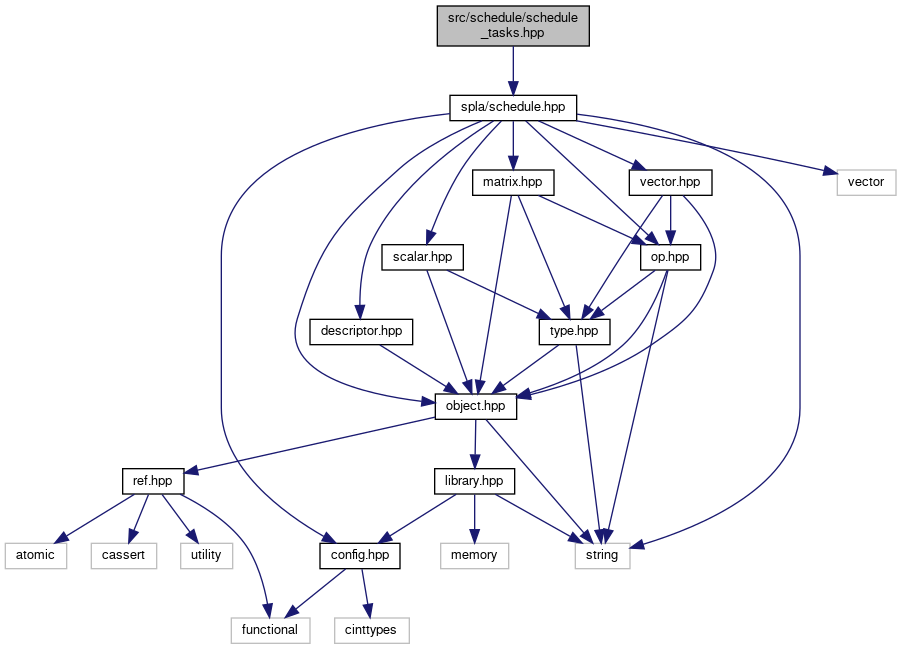 src/schedule/schedule
_tasks.hpp
spla/schedule.hpp
matrix.hpp
vector.hpp
vector
scalar.hpp
op.hpp
descriptor.hpp
type.hpp
object.hpp
ref.hpp
library.hpp
atomic
cassert
utility
config.hpp
memory
string
functional
cinttypes